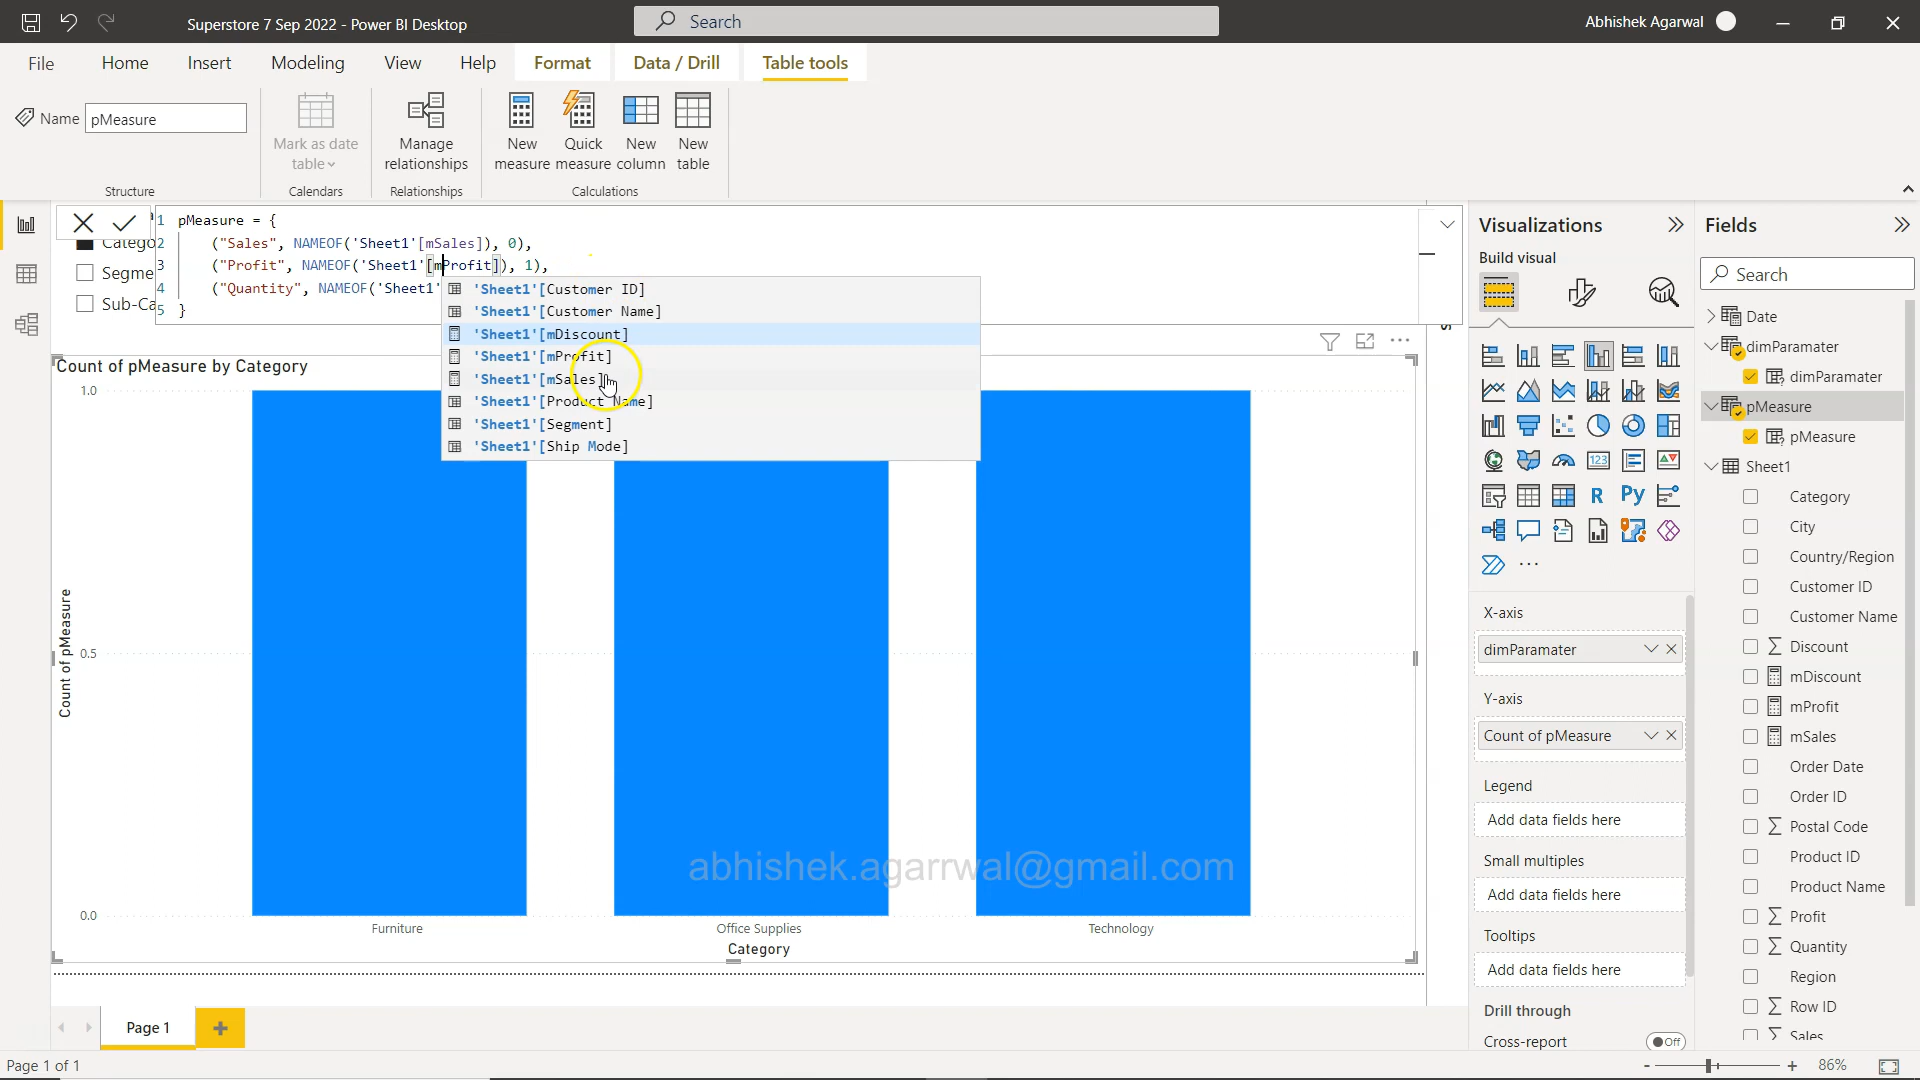 Superstore 7 Sep 2022 - Power BI Desktop
Search
Abhishek Agarwal
File
Home
Insert
Modeling
View
Help
Format
Data / Drill
Table tools
Name
pMeasure
Mark as date
table
Manage
relationships
New
measure
Quick
measure
New
column
New
table
Structure
Calendars
Relationships
Calculations
1 pMeasure = {
2 ("Sales", NAMEOF('Sheet1'[mSales]), 0),
3 ("Profit", NAMEOF('Sheet1'[mProfit]), 1),
4 ("Quantity", NAMEOF('Sheet1'
5 }
Catego
Segme
Sub-Ca
'Sheet1'[Customer ID]
'Sheet1'[Customer Name]
'Sheet1'[mDiscount]
'Sheet1'[mProfit]
'Sheet1'[mSales]
'Sheet1'[Product Name]
'Sheet1'[Segment]
'Sheet1'[Ship Mode]
Count of pMeasure by Category
1.0
0.5
0.0
Count of pMeasure
Furniture
Office Supplies
Technology
Category
abhishek.agarrwal@gmail.com
Visualizations
Build visual
123
R
Py
X-axis
dimParamater
Y-axis
Count of pMeasure
Legend
Add data fields here
Small multiples
Add data fields here
Tooltips
Add data fields here
Drill through
Cross-report
Off
Fields
Search
Date
dimParamater
dimParamater
pMeasure
pMeasure
Sheet1
Category
City
Country/Region
Customer ID
Customer Name
Discount
mDiscount
mProfit
mSales
Order Date
Order ID
Postal Code
Product ID
Product Name
Profit
Quantity
Region
Row ID
Sales
Page 1
Page 1 of 1
86%